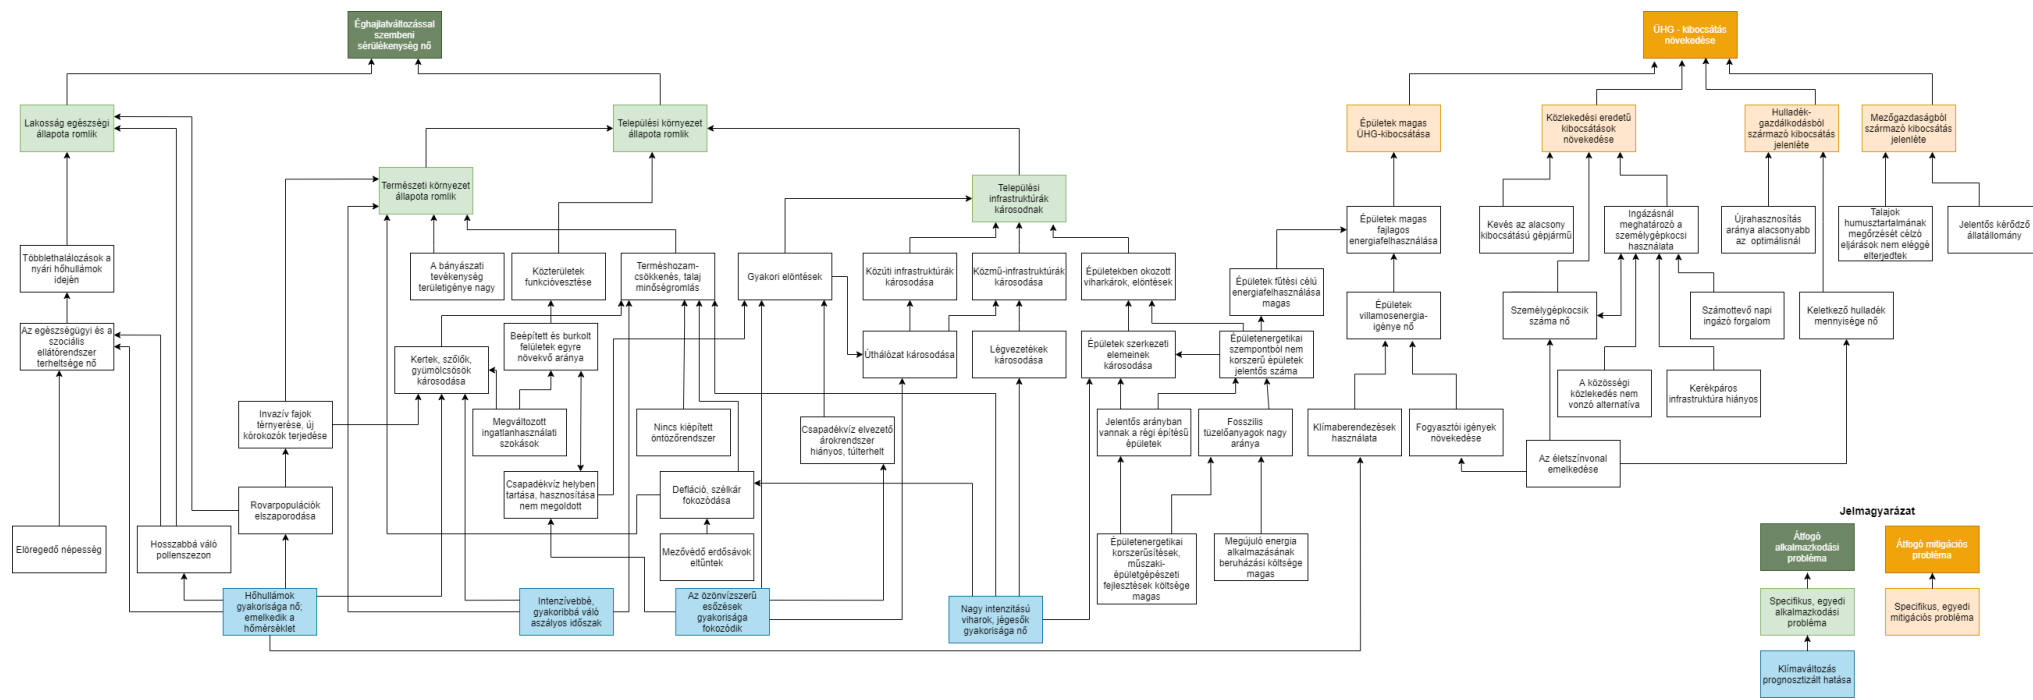 Éghajlatváltozással
szembeni
sérülékenység nő
ÜHG - kibocsátás
növekedése
Lakosság egészségi
állapota romlik
Települési környezet
állapota romlik
Épületek magas
ÜHG-kibocsátása
Közlekedési eredetű
kibocsátások
növekedése
Hulladék-
gazdálkodásból
származó kibocsátás
jelenléte
Mezőgazdaságból
származó kibocsátás
jelenléte
Természeti környezet
állapota romlik
Települési
infrastruktúrák
károsodnak
Épületek magas
fajlagos
energiafelhasználása
Kevés az alacsony
kibocsátású gépjármű
Ingázásnál
meghatározó a
személygépkocsi
használata
Újrahasznosítás
aránya alacsonyabb
az optimálisnál
Talajok
humusztartalmának
megőrzését célzó
eljárások nem eléggé
elterjedtek
Jelentős kérődző
állatállomány
Többlethalálozások a
nyári hőhullámok
idején
A bányászati
tevékenység
területigénye nagy
Közterületek
funkcióvesztése
Terméshozam-
csökkenés, talaj
minőségromlás
Gyakori elöntések
Közúti infrastruktúrák
károsodása
Közmű-infrastruktúrák
károsodása
Épületekben okozott
viharkárok, elöntések
Épületek fűtési célú
energiafelhasználása
magas
Épületek
villamosenergia-
igénye nő
Személygépkocsik
száma nő
Számottevő napi
ingázó forgalom
Keletkező hulladék
mennyisége nő
Az egészségügyi és a
szociális
ellátórendszer
terheltsége nő
Kertek, szőlők,
gyümölcsösök
károsodása
Beépített és burkolt
felületek egyre
növekvő aránya
Úthálózat károsodása
Légvezetékek
károsodása
Épületek szerkezeti
elemeinek
károsodása
Épületenergetikai
szempontból nem
korszerű épületek
jelentős száma
A közösségi
közlekedés nem
vonzó alternatíva
Kerékpáros
infrastruktúra hiányos
Invazív fajok
térnyerése, új
kórokozók terjedése
Megváltozott
ingatlanhasználati
szokások
Nincs kiépített
öntözőrendszer
Csapadékvíz elvezető
árokrendszer
hiányos, túlterhelt
Jelentős arányban
vannak a régi építésű
épületek
Fosszilis
tüzelőanyagok nagy
aránya
Klímaberendezések
használata
Fogyasztói igények
növekedése
Az életszínvonal
emelkedése
Rovarpopulációk
elszaporodása
Csapadékvíz helyben
tartása, hasznosítása
nem megoldott
Defláció, szélkár
fokozódása
Elöregedő népesség
Hosszabbá váló
pollenszezon
Mezővédő erdősávok
eltűntek
Épületenergetikai
korszerűsítések,
műszaki-
épületgépészeti
fejlesztések költsége
magas
Megújuló energia
alkalmazásának
beruházási költsége
magas
Hőhullámok
gyakorisága nő;
emelkedik a
hőmérséklet
Intenzívebbé,
gyakoribbá váló
aszályos időszak
Az özönvízszerű
esőzések
gyakorisága
fokozódik
Nagy intenzitású
viharok, jégesők
gyakorisága nő
Jelmagyarázat
Átfogó
alkalmazkodási
probléma
Átfogó mitigációs
probléma
Specifikus, egyedi
alkalmazkodási
probléma
Specifikus, egyedi
mitigációs probléma
Klímaváltozás
prognosztizált hatása